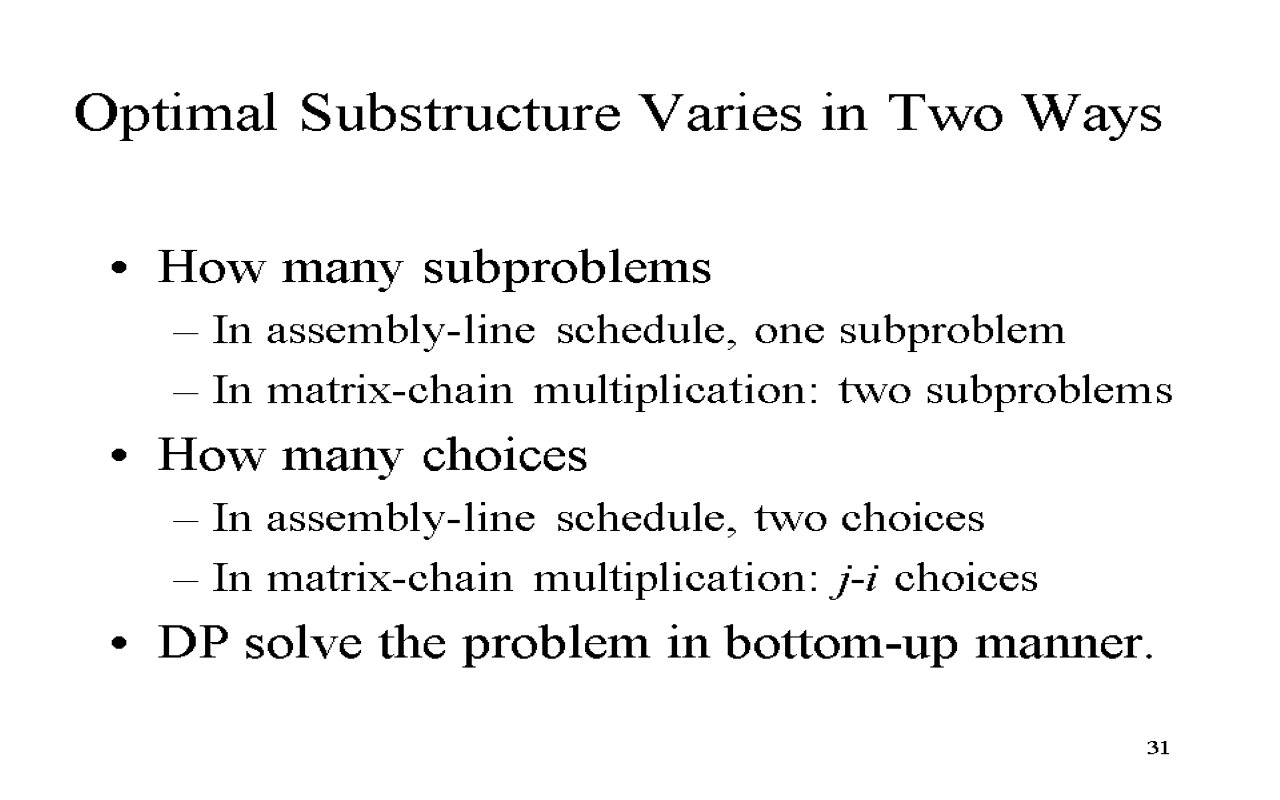 Optimal Substructure Varies in Two Ways
• How many subproblems
– In assembly-line schedule, one subproblem
– In matrix-chain multiplication: two subproblems
• How many choices
– In assembly-line schedule, two choices
– In matrix-chain multiplication: j-i choices
• DP solve the problem in bottom-up manner.
31